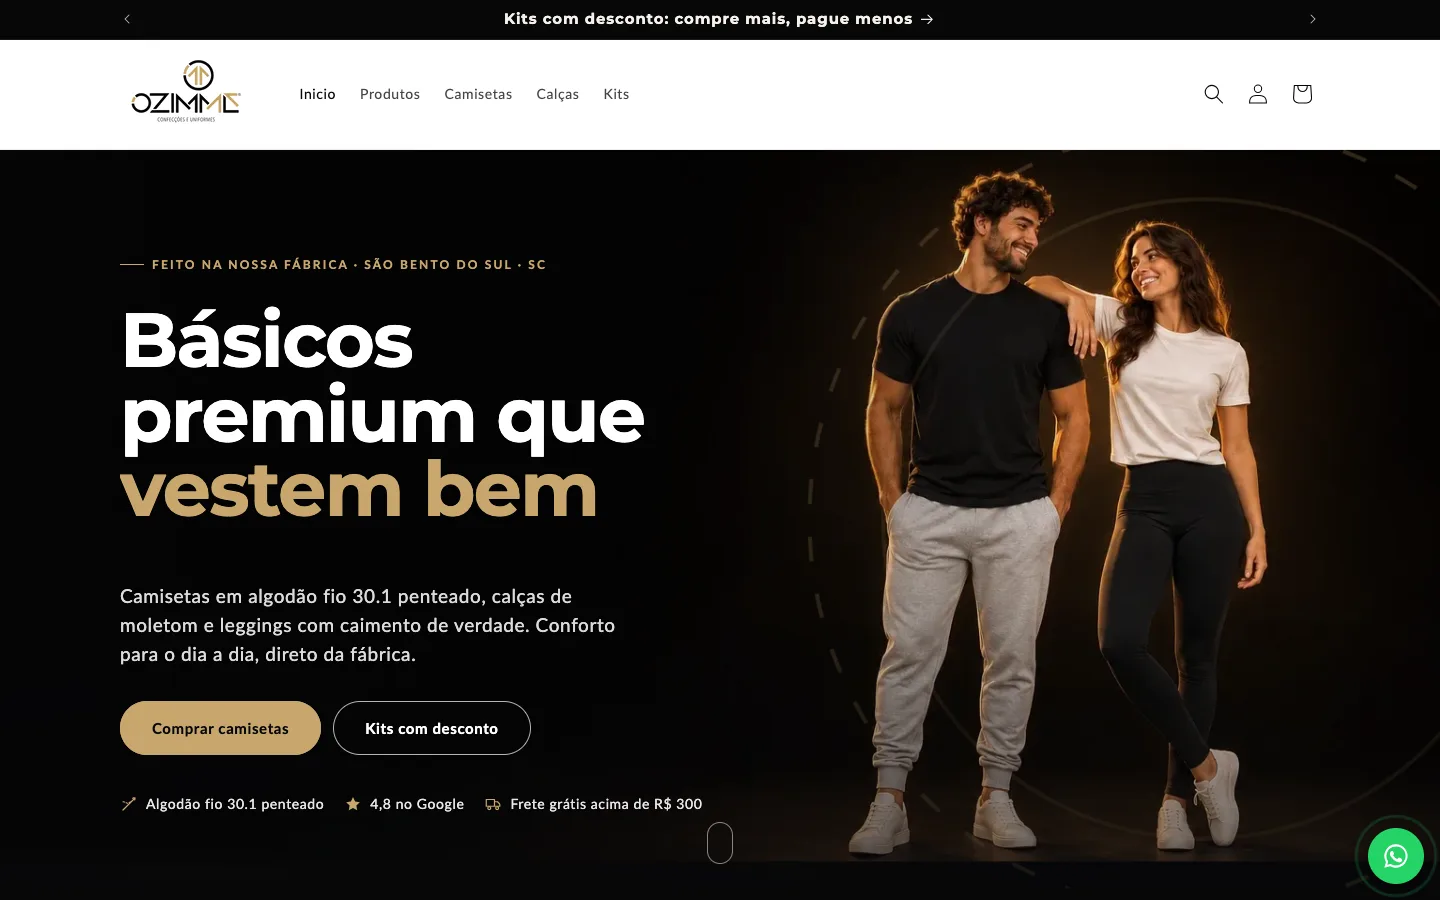 Kits com desconto: compre mais, pague menos →
OZIMME
CONFECÇÕES E UNIFORMES
Inicio
Produtos
Camisetas
Calças
Kits
FEITO NA NOSSA FÁBRICA · SÃO BENTO DO SUL · SC
Básicos
premium que
vestem bem
Camisetas em algodão fio 30.1 penteado, calças de
moletom e leggings com caimento de verdade. Conforto
para o dia a dia, direto da fábrica.
Comprar camisetas
Kits com desconto
Algodão fio 30.1 penteado
4,8 no Google
Frete grátis acima de R$ 300